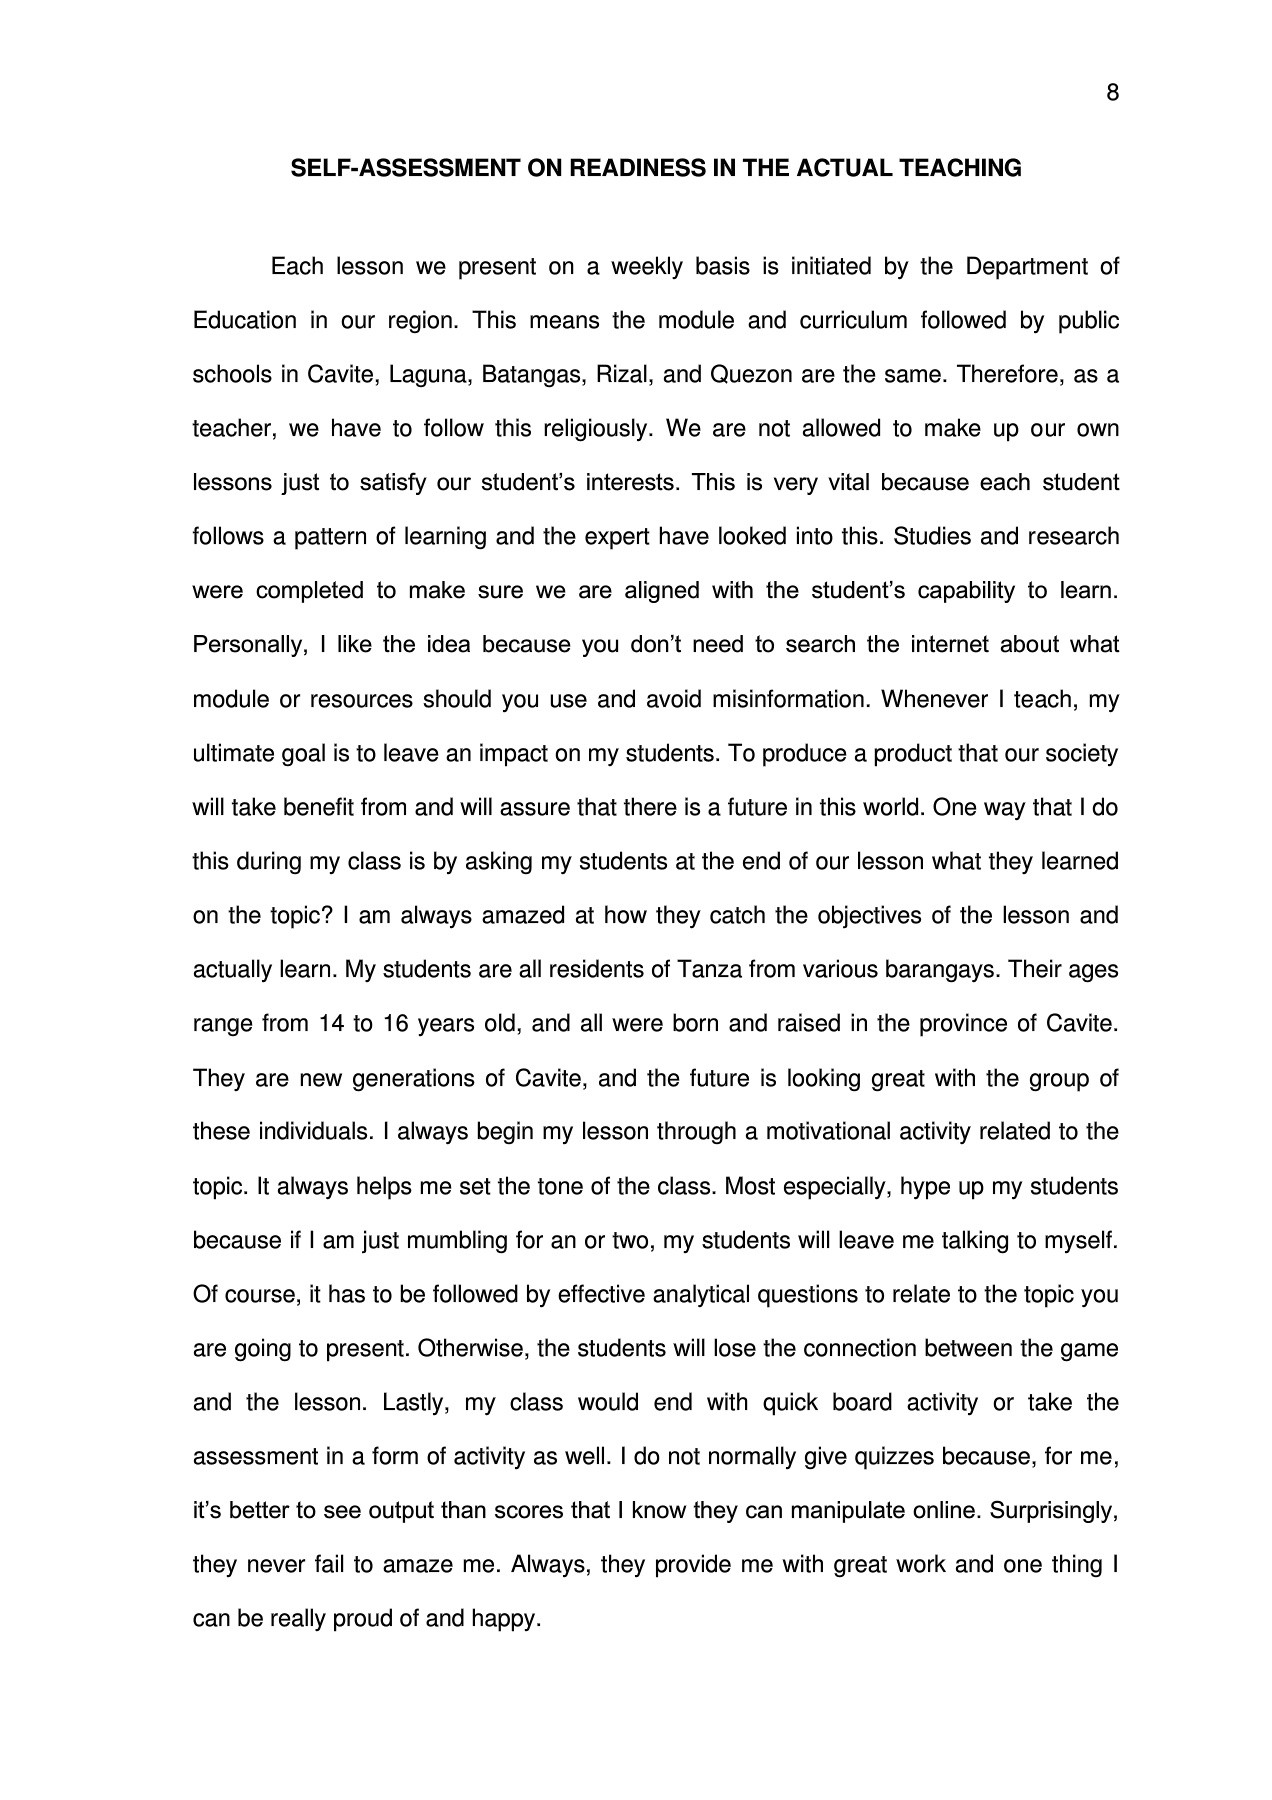 8
SELF-ASSESSMENT ON READINESS IN THE ACTUAL TEACHING
Each lesson we present on a weekly basis is initiated by the Department of
Education in our region. This means the module and curriculum followed by public
schools in Cavite, Laguna, Batangas, Rizal, and Quezon are the same. Therefore, as a
teacher, we have to follow this religiously. We are not allowed to make up our own
lessons just to satisfy our student’s interests. This is very vital because each student
follows a pattern of learning and the expert have looked into this. Studies and research
were completed to make sure we are aligned with the student’s capability to learn.
Personally, I like the idea because you don’t need to search the internet about what
module or resources should you use and avoid misinformation. Whenever I teach, my
ultimate goal is to leave an impact on my students. To produce a product that our society
will take benefit from and will assure that there is a future in this world. One way that I do
this during my class is by asking my students at the end of our lesson what they learned
on the topic? I am always amazed at how they catch the objectives of the lesson and
actually learn. My students are all residents of Tanza from various barangays. Their ages
range from 14 to 16 years old, and all were born and raised in the province of Cavite.
They are new generations of Cavite, and the future is looking great with the group of
these individuals. I always begin my lesson through a motivational activity related to the
topic. It always helps me set the tone of the class. Most especially, hype up my students
because if I am just mumbling for an or two, my students will leave me talking to myself.
Of course, it has to be followed by effective analytical questions to relate to the topic you
are going to present. Otherwise, the students will lose the connection between the game
and the lesson. Lastly, my class would end with quick board activity or take the
assessment in a form of activity as well. I do not normally give quizzes because, for me,
it’s better to see output than scores that I know they can manipulate online. Surprisingly,
they never fail to amaze me. Always, they provide me with great work and one thing I
can be really proud of and happy.